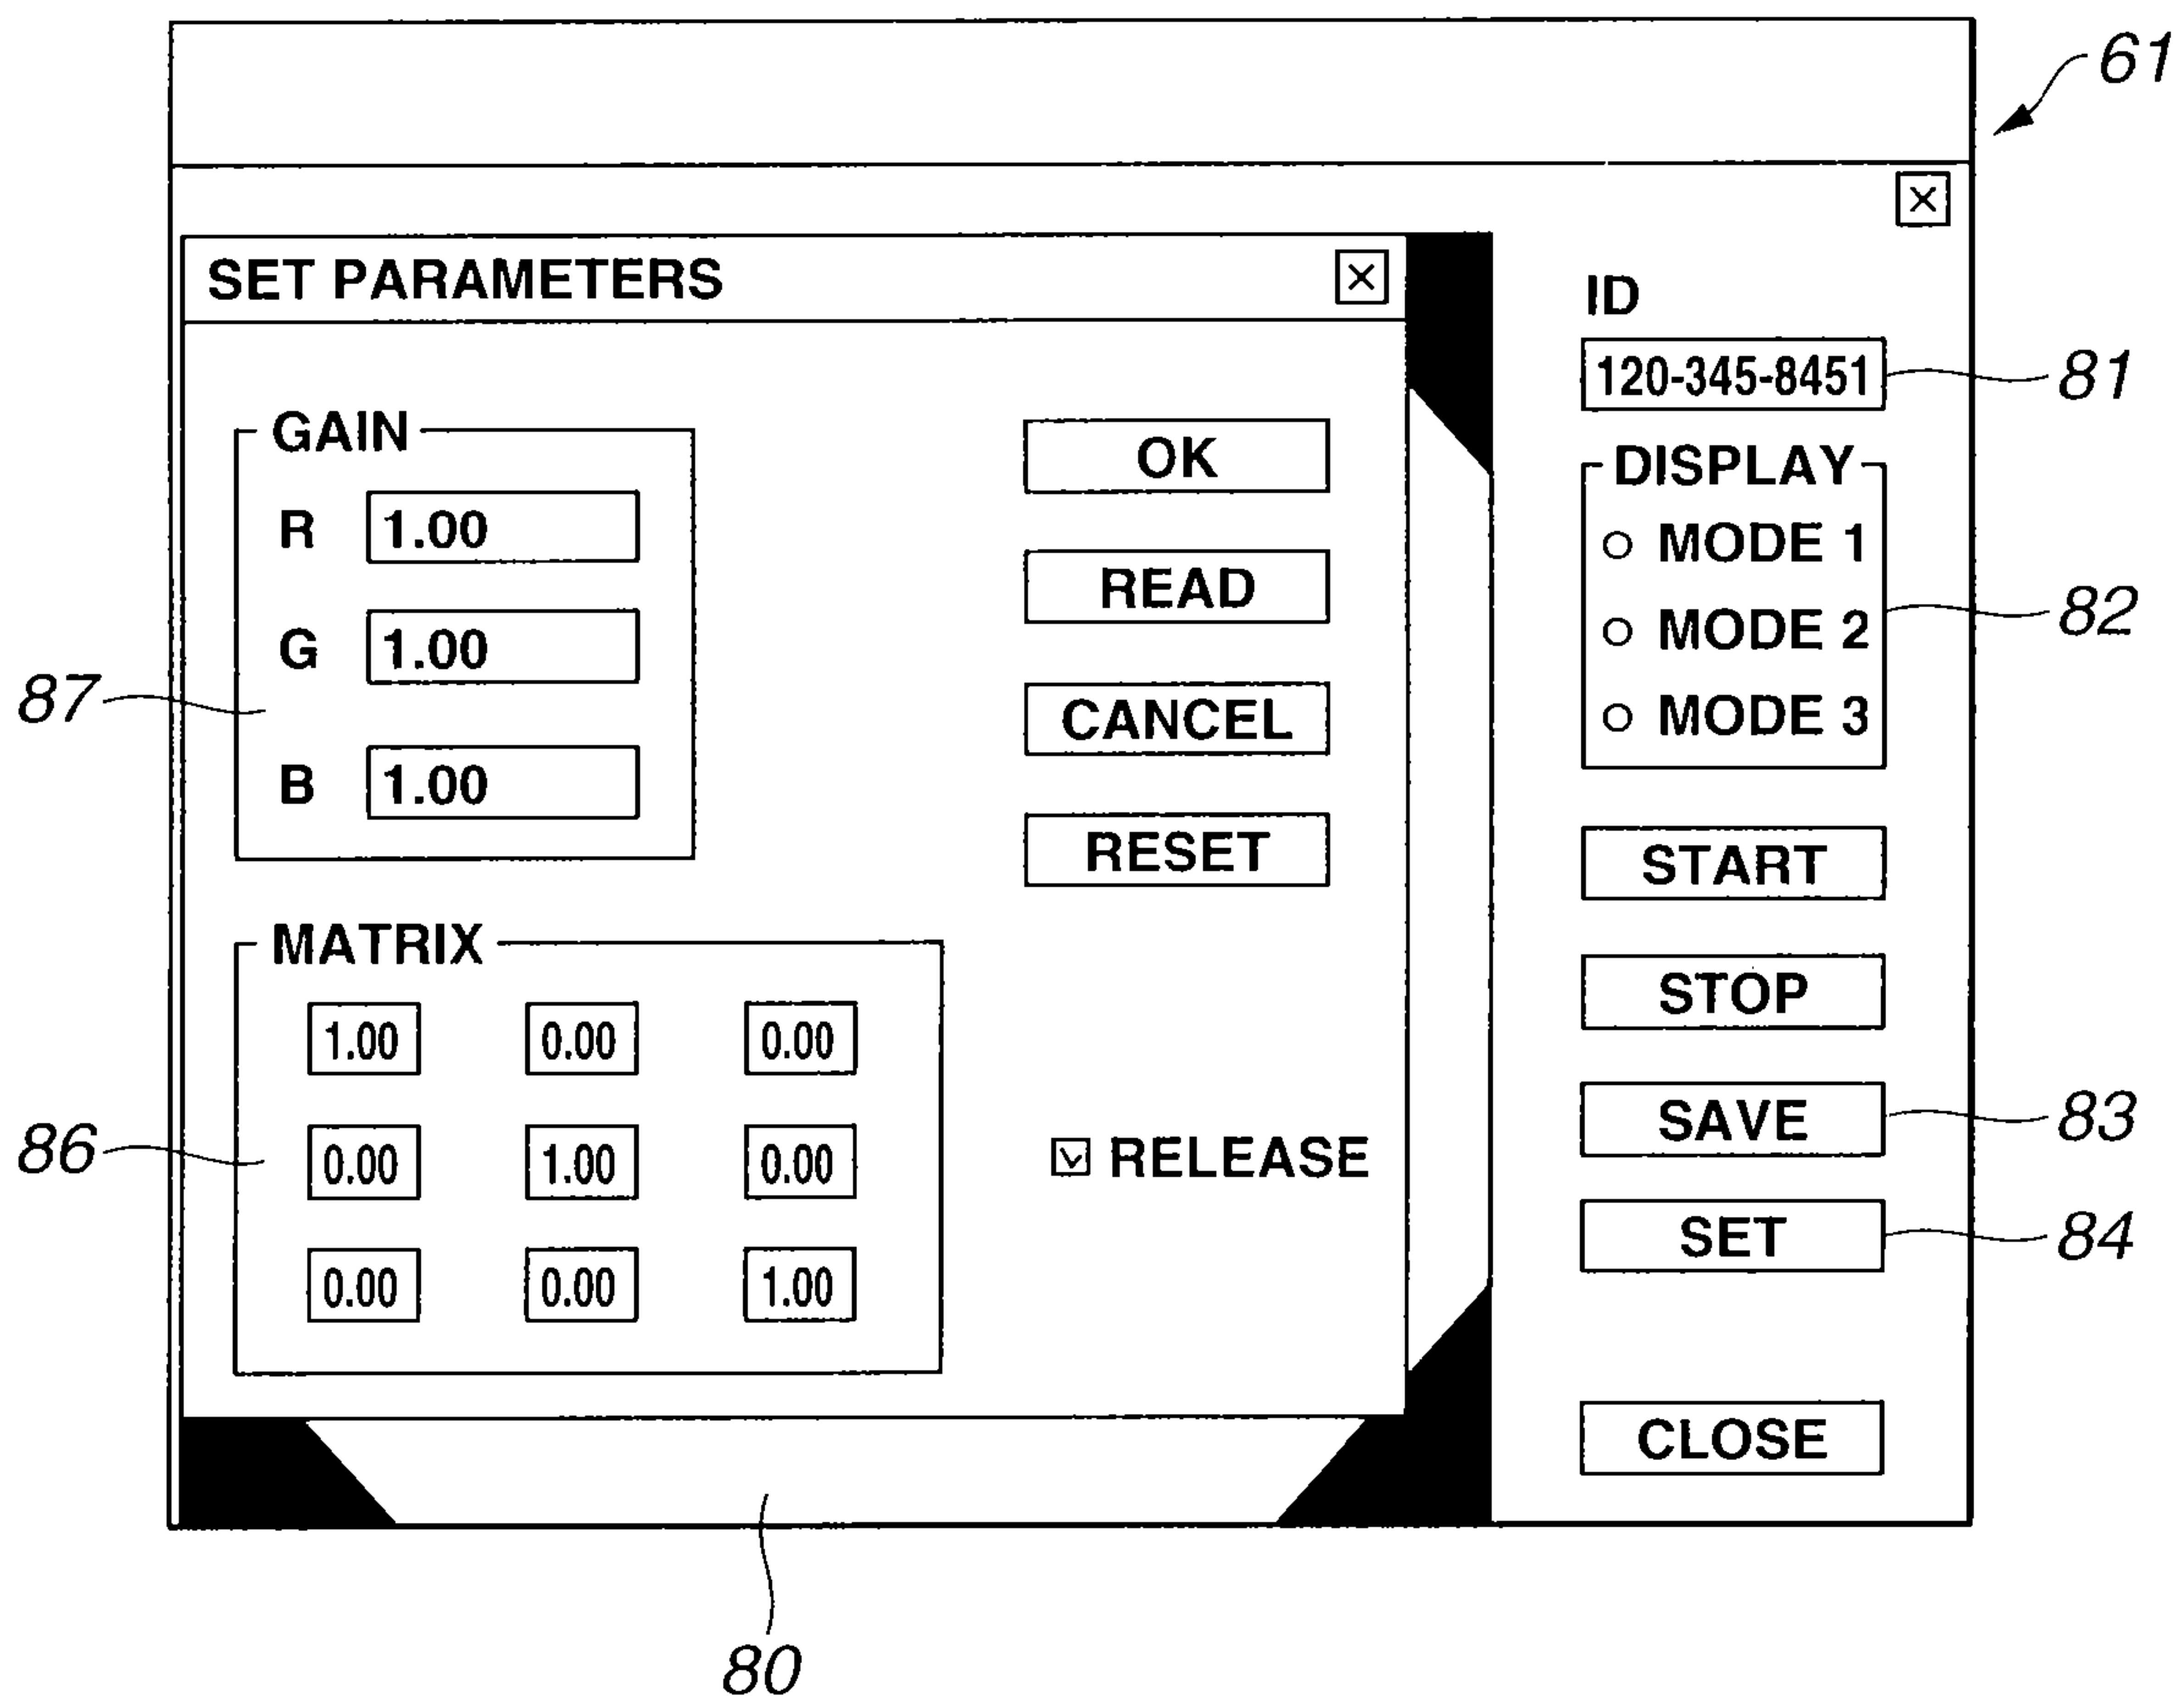 61
SET PARAMETERS
ID
120-345-8451
81
GAIN
R 1.00
G 1.00
B 1.00
87
OK
READ
CANCEL
RESET
DISPLAY
MODE 1
MODE 2
MODE 3
82
START
STOP
SAVE
83
SET
84
CLOSE
MATRIX
1.00 0.00 0.00
0.00 1.00 0.00
0.00 0.00 1.00
86
RELEASE
80